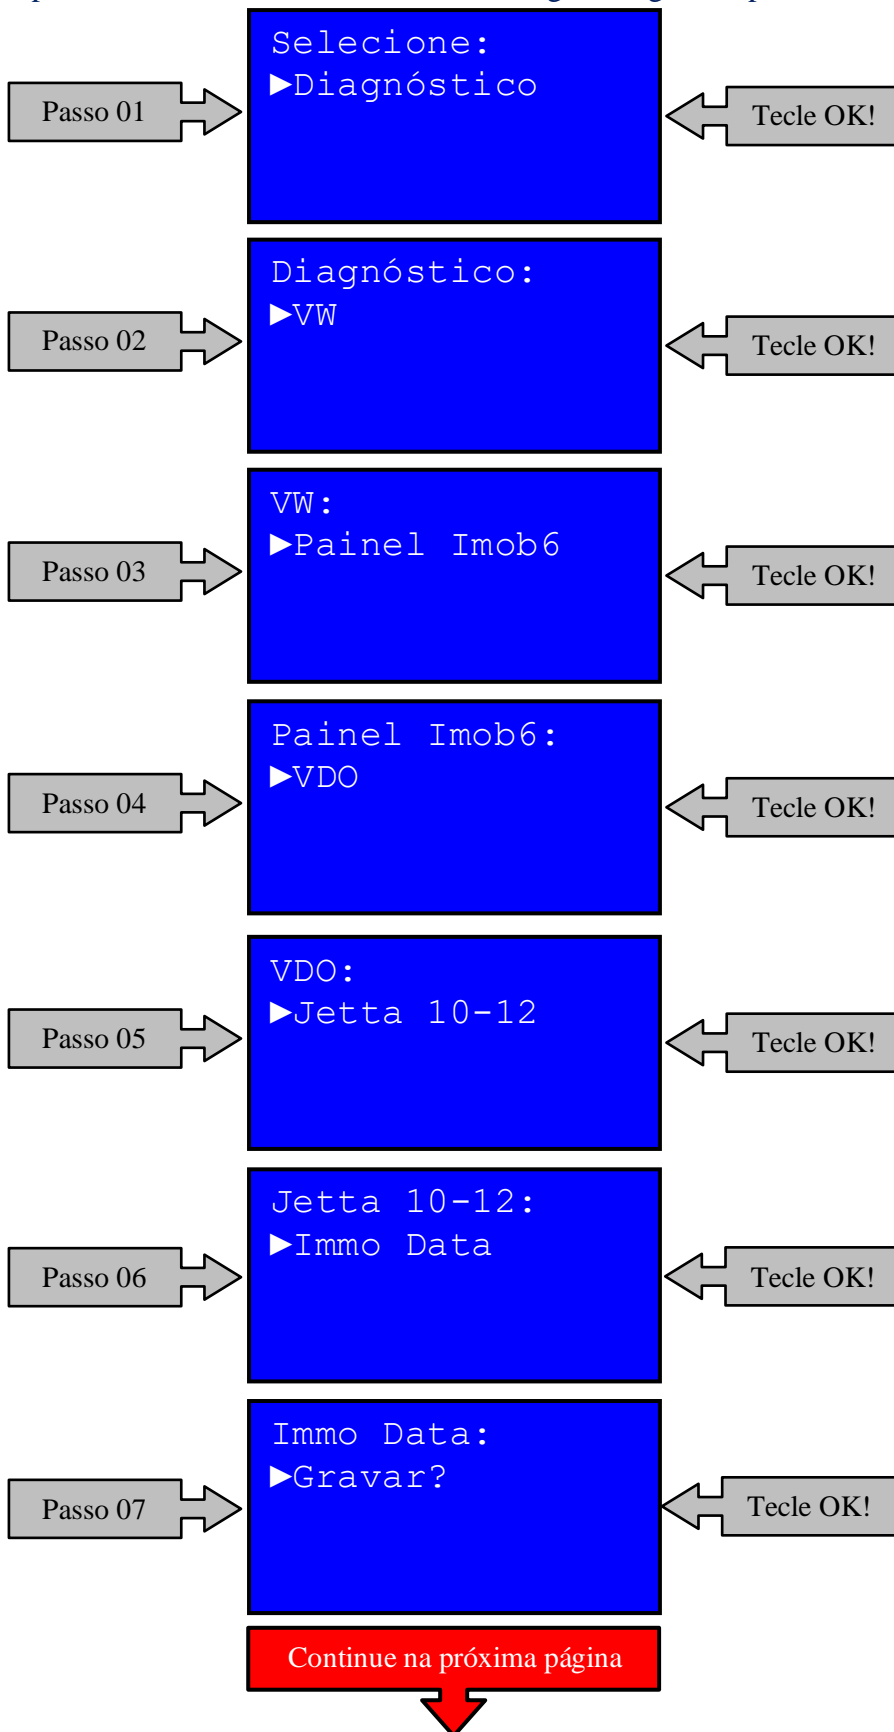 Selecione:
►Diagnóstico
Passo 01
Tecle OK!
Diagnóstico:
►VW
Passo 02
Tecle OK!
VW:
►Painel Imob6
Passo 03
Tecle OK!
Painel Imob6:
►VDO
Passo 04
Tecle OK!
VDO:
►Jetta 10-12
Passo 05
Tecle OK!
Jetta 10-12:
►Immo Data
Passo 06
Tecle OK!
Immo Data:
►Gravar?
Passo 07
Tecle OK!
Continue na próxima página